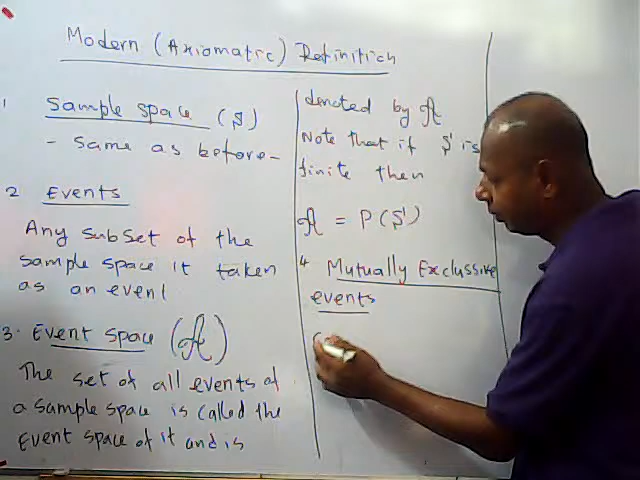 Modern (Axiomatic) Definition
1 Sample space (S)
- Same as before -
2 Events
Any subset of the
sample space it taken
as an event
3. Event space (A)
The set of all events of
a sample space is called the
Event space of it and is
denoted by A
Note that if S is
finite then
A = P(S)
4. Mutually Exclussive
events